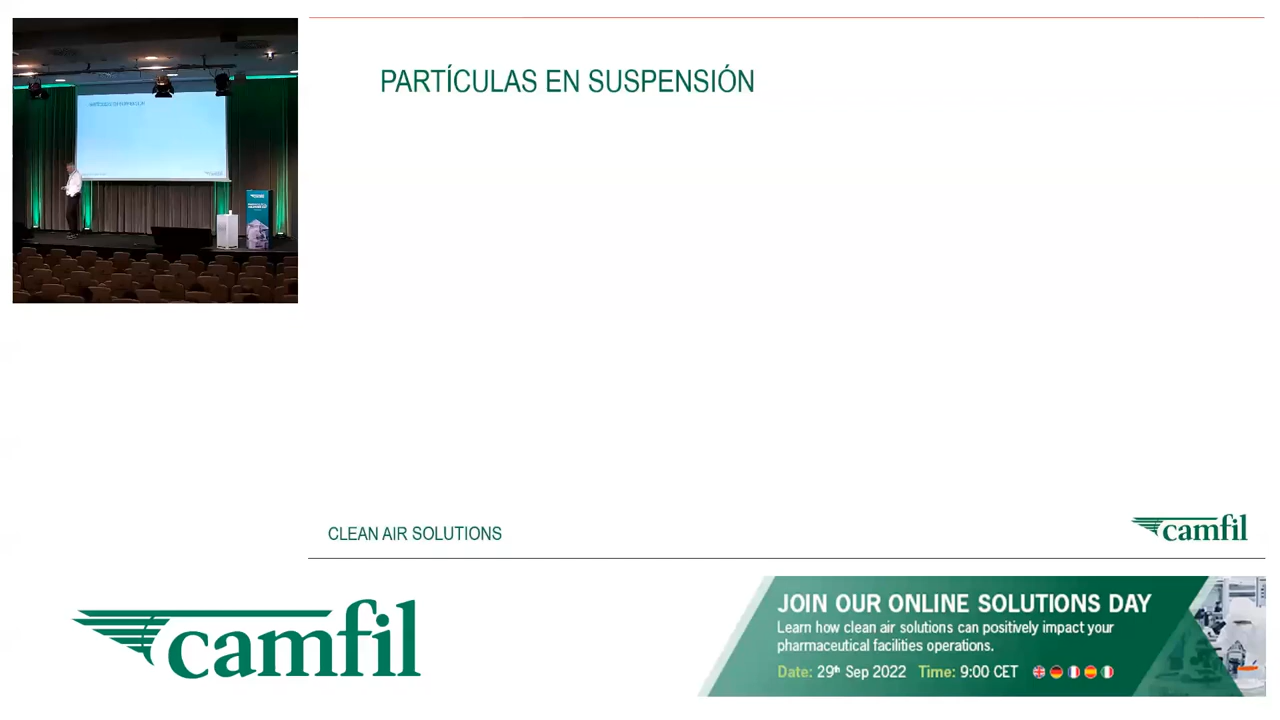 PARTÍCULAS EN SUSPENSIÓN
CLEAN AIR SOLUTIONS
camfil
camfil
JOIN OUR ONLINE SOLUTIONS DAY
Learn how clean air solutions can positively impact your
pharmaceutical facilities operations.
Date: 29th Sep 2022 Time: 9:00 CET